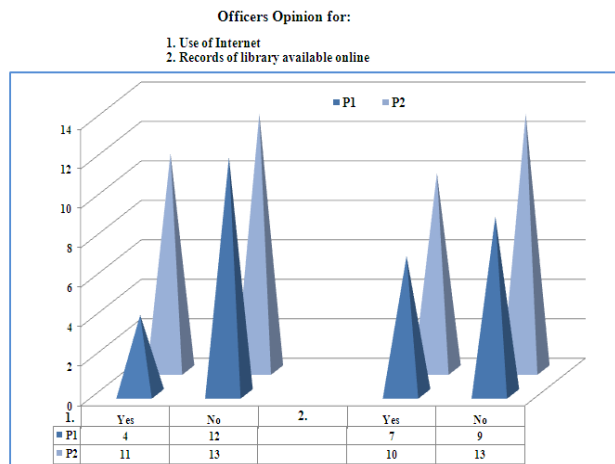 Officers Opinion for:
1. Use of Internet
2. Records of library available online
P1 P2
14
12
10
8
6
4
2
0
1. Yes No 2. Yes No
P1 4 12 7 9
P2 11 13 10 13